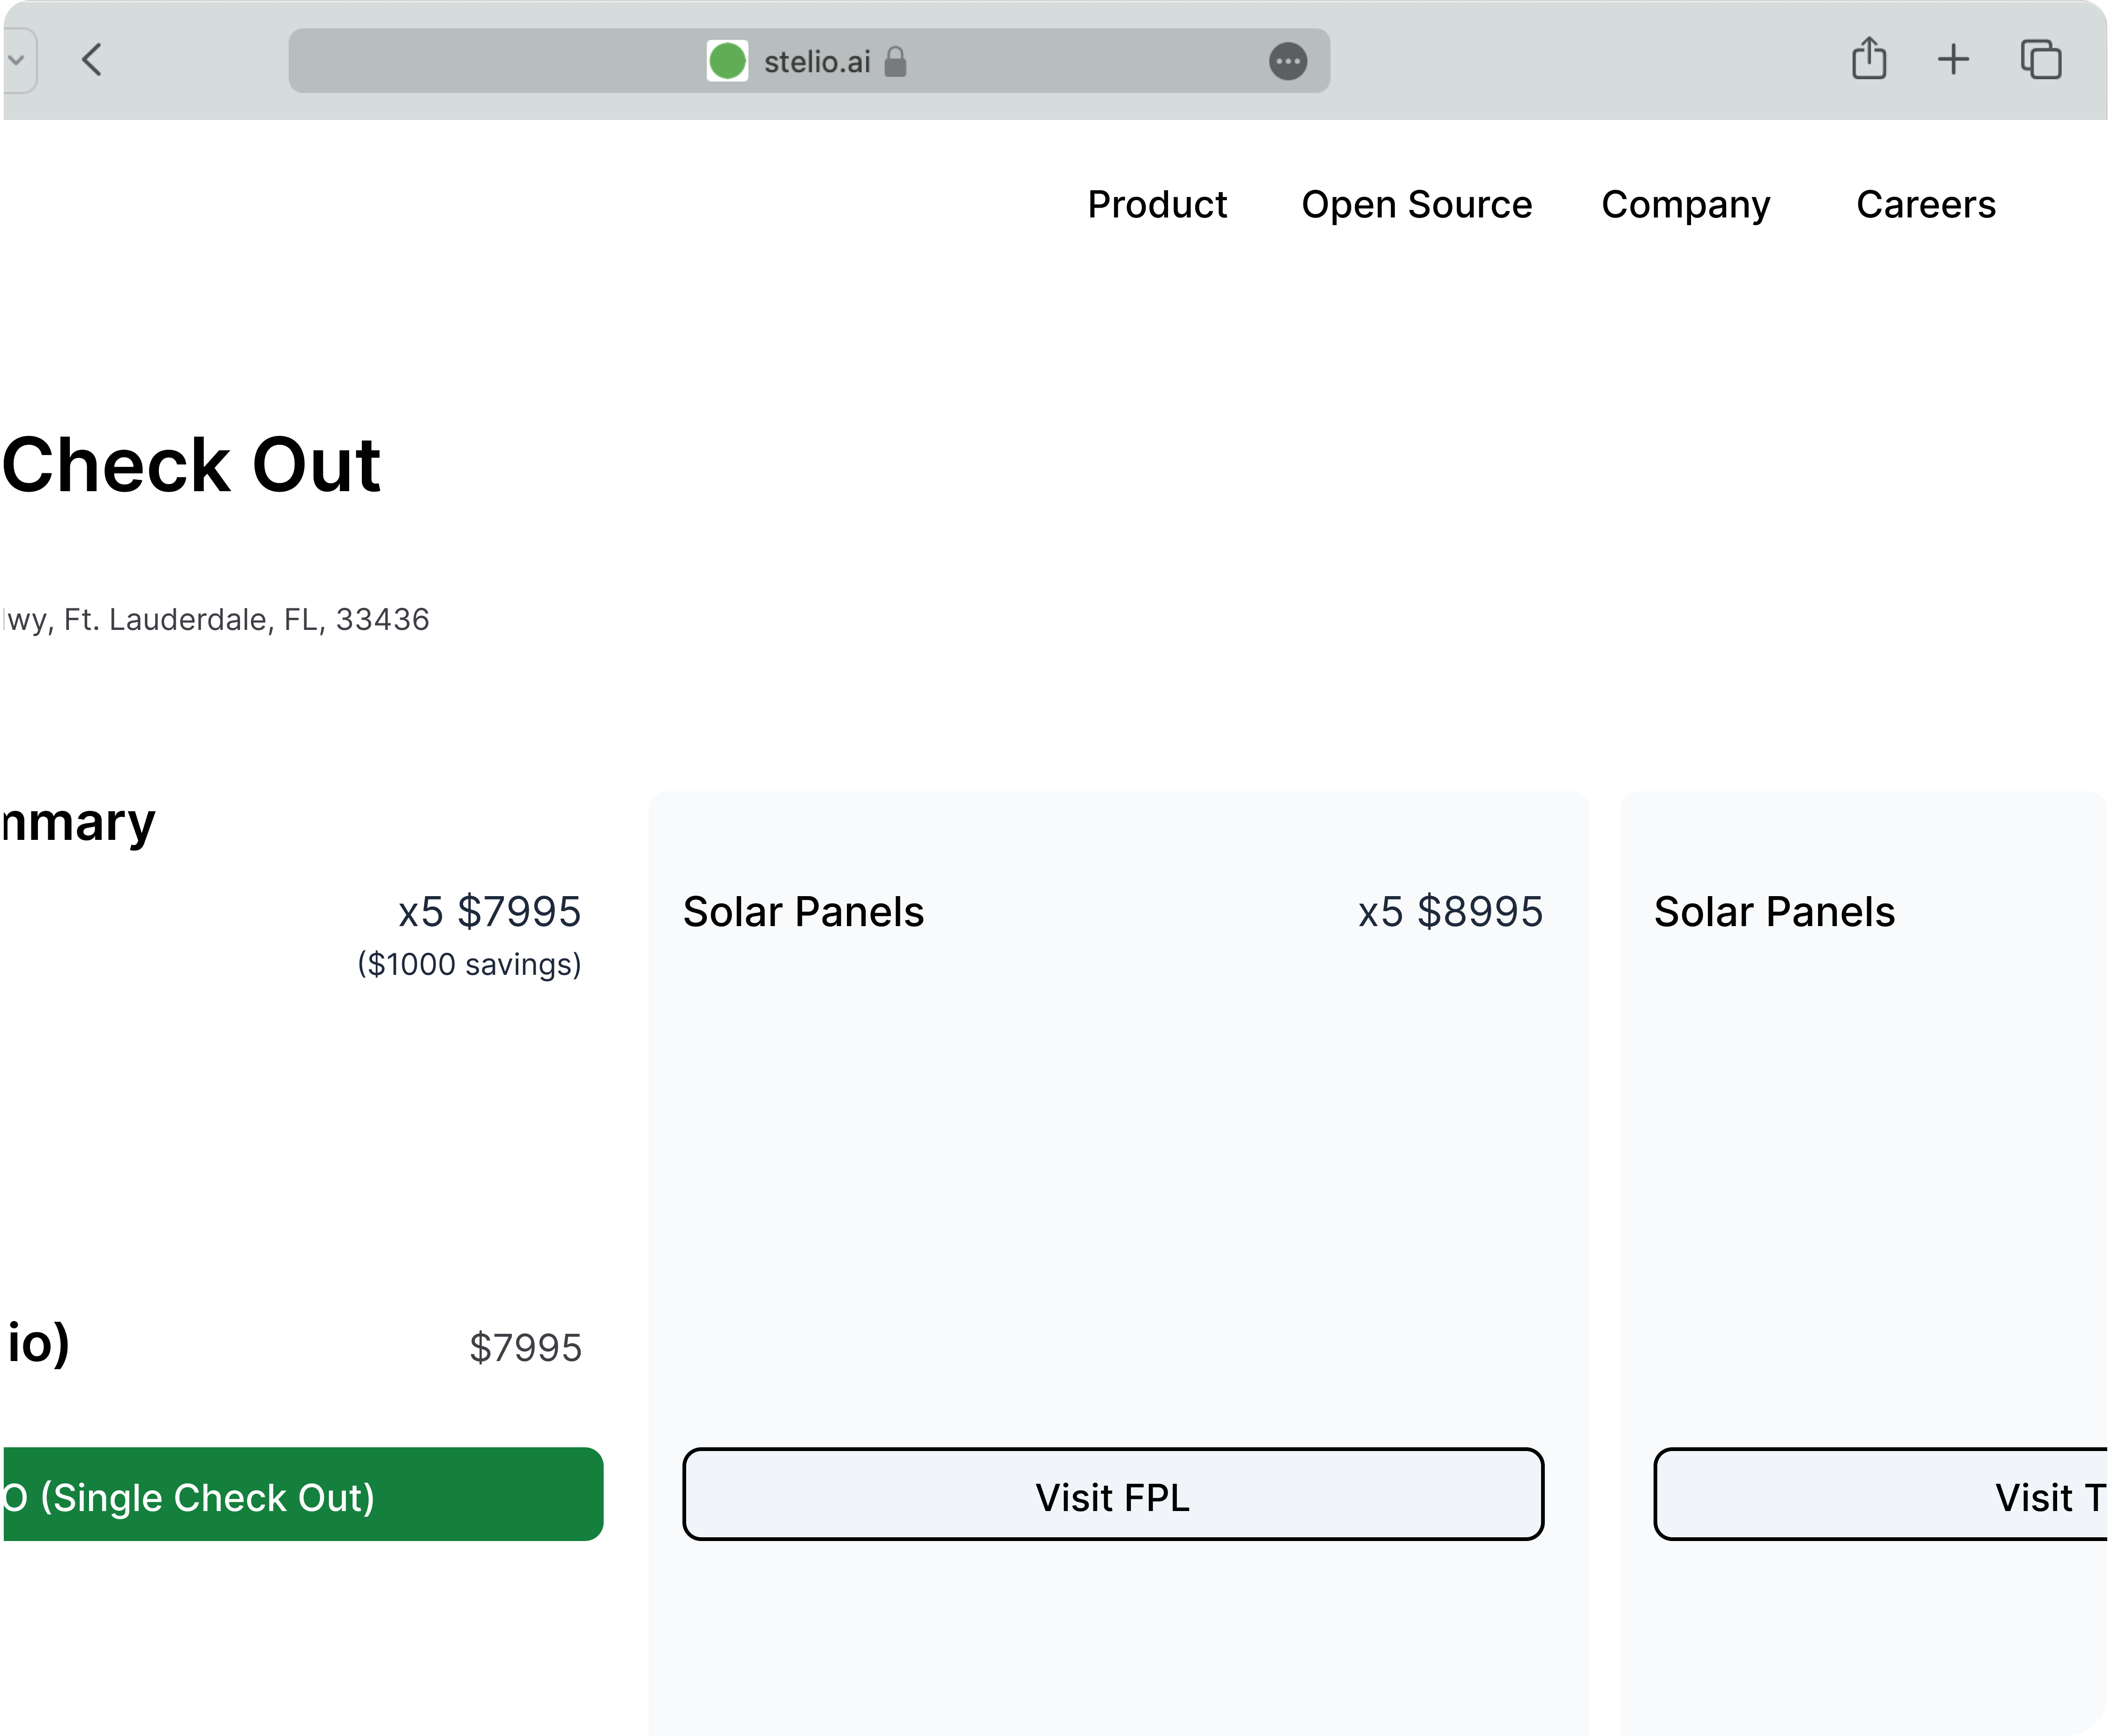 stelio.ai
Product Open Source Company Careers
Check Out
wy, Ft. Lauderdale, FL, 33436
mmary
x5 $7995
($1000 savings)
Solar Panels x5 $8995
Solar Panels
io) $7995
O (Single Check Out)
Visit FPL
Visit T